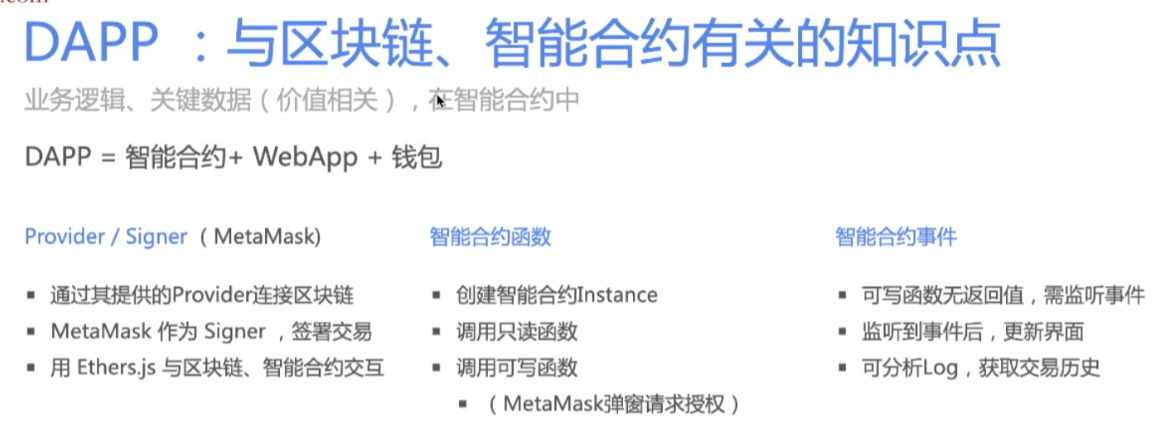 .com
DAPP ：与区块链、智能合约有关的知识点
业务逻辑、关键数据（价值相关），在智能合约中
DAPP = 智能合约+ WebApp + 钱包
Provider / Signer （MetaMask)
▪ 通过其提供的Provider连接区块链
▪ MetaMask 作为 Signer ，签署交易
▪ 用 Ethers.js 与区块链、智能合约交互
智能合约函数
▪ 创建智能合约Instance
▪ 调用只读函数
▪ 调用可写函数
▪ （MetaMask弹窗请求授权）
智能合约事件
▪ 可写函数无返回值，需监听事件
▪ 监听到事件后，更新界面
▪ 可分析Log，获取交易历史